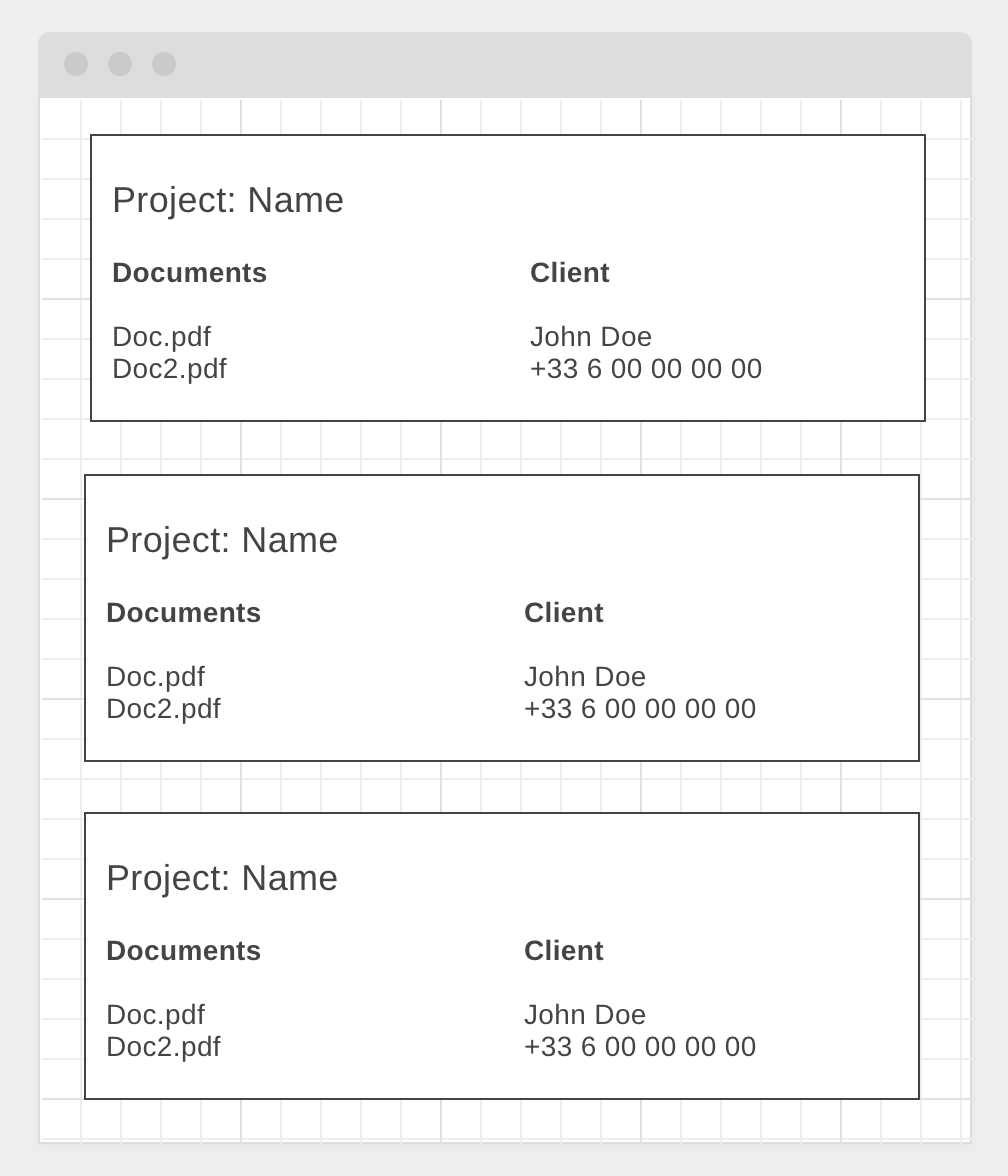 Project: Name
Documents
Client
Doc.pdf
John Doe
Doc2.pdf
+33 6 00 00 00 00
Project: Name
Documents
Client
Doc.pdf
John Doe
Doc2.pdf
+33 6 00 00 00 00
Project: Name
Documents
Client
Doc.pdf
John Doe
Doc2.pdf
+33 6 00 00 00 00